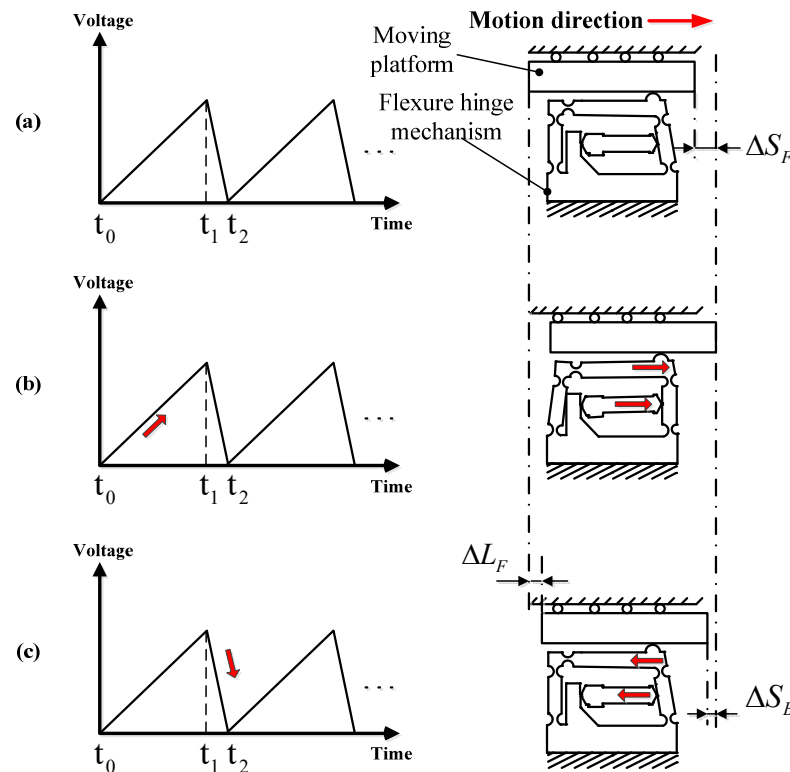 Motion direction
Voltage
Moving
platform
Flexure hinge
mechanism
(a)
. . .
ΔS_F
t_0
t_1
t_2
Time
Voltage
(b)
. . .
t_0
t_1
t_2
Time
Voltage
ΔL_F
(c)
. . .
ΔS_B
t_0
t_1
t_2
Time